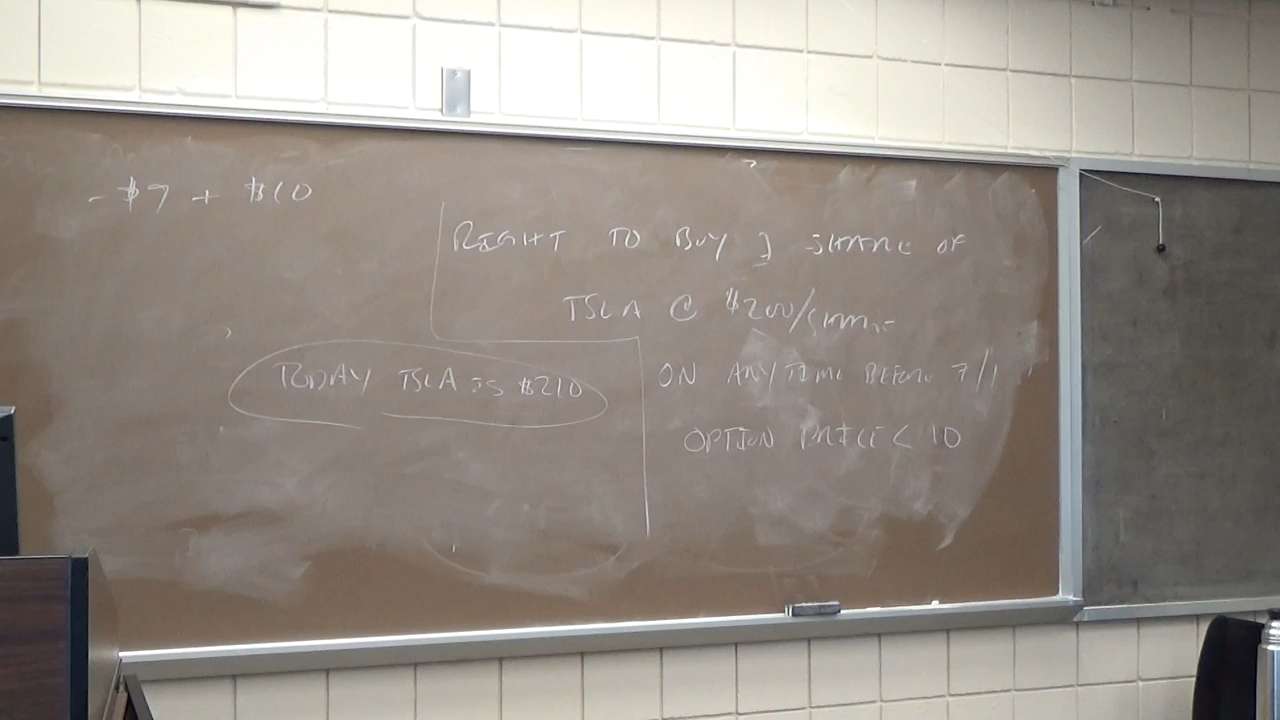 -$7 + $10
RIGHT TO BUY 1 SHARE OF
TSLA @ $200/SHARE
TODAY TSLA IS $210
ON ANYTIME BEFORE 7/1
OPTION PRICE < 10